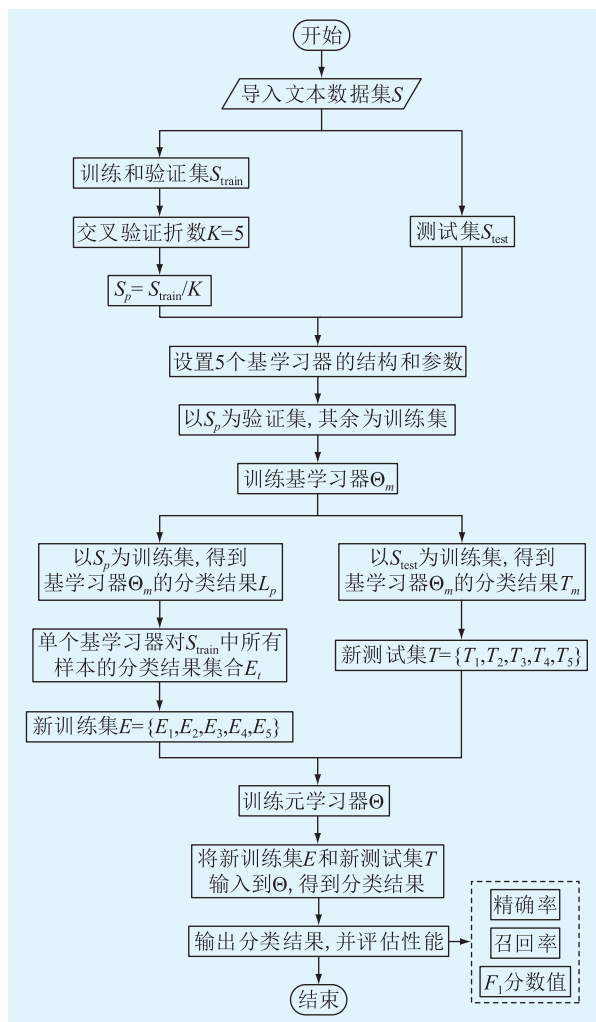 开始
导入文本数据集S
训练和验证集S_train
交叉验证折数K=5
S_p= S_train/K
测试集S_test
设置5个基学习器的结构和参数
以S_p为验证集,其余为训练集
训练基学习器Θ_m
以S_p为训练集,得到
基学习器Θ_m的分类结果L_p
单个基学习器对S_train中所有
样本的分类结果集合E_t
新训练集E={E_1,E_2,E_3,E_4,E_5}
以S_test为训练集,得到
基学习器Θ_m的分类结果T_m
新测试集T={T_1,T_2,T_3,T_4,T_5}
训练元学习器Θ
将新训练集E和新测试集T
输入到Θ,得到分类结果
输出分类结果,并评估性能
精确率
召回率
F_1分数值
结束